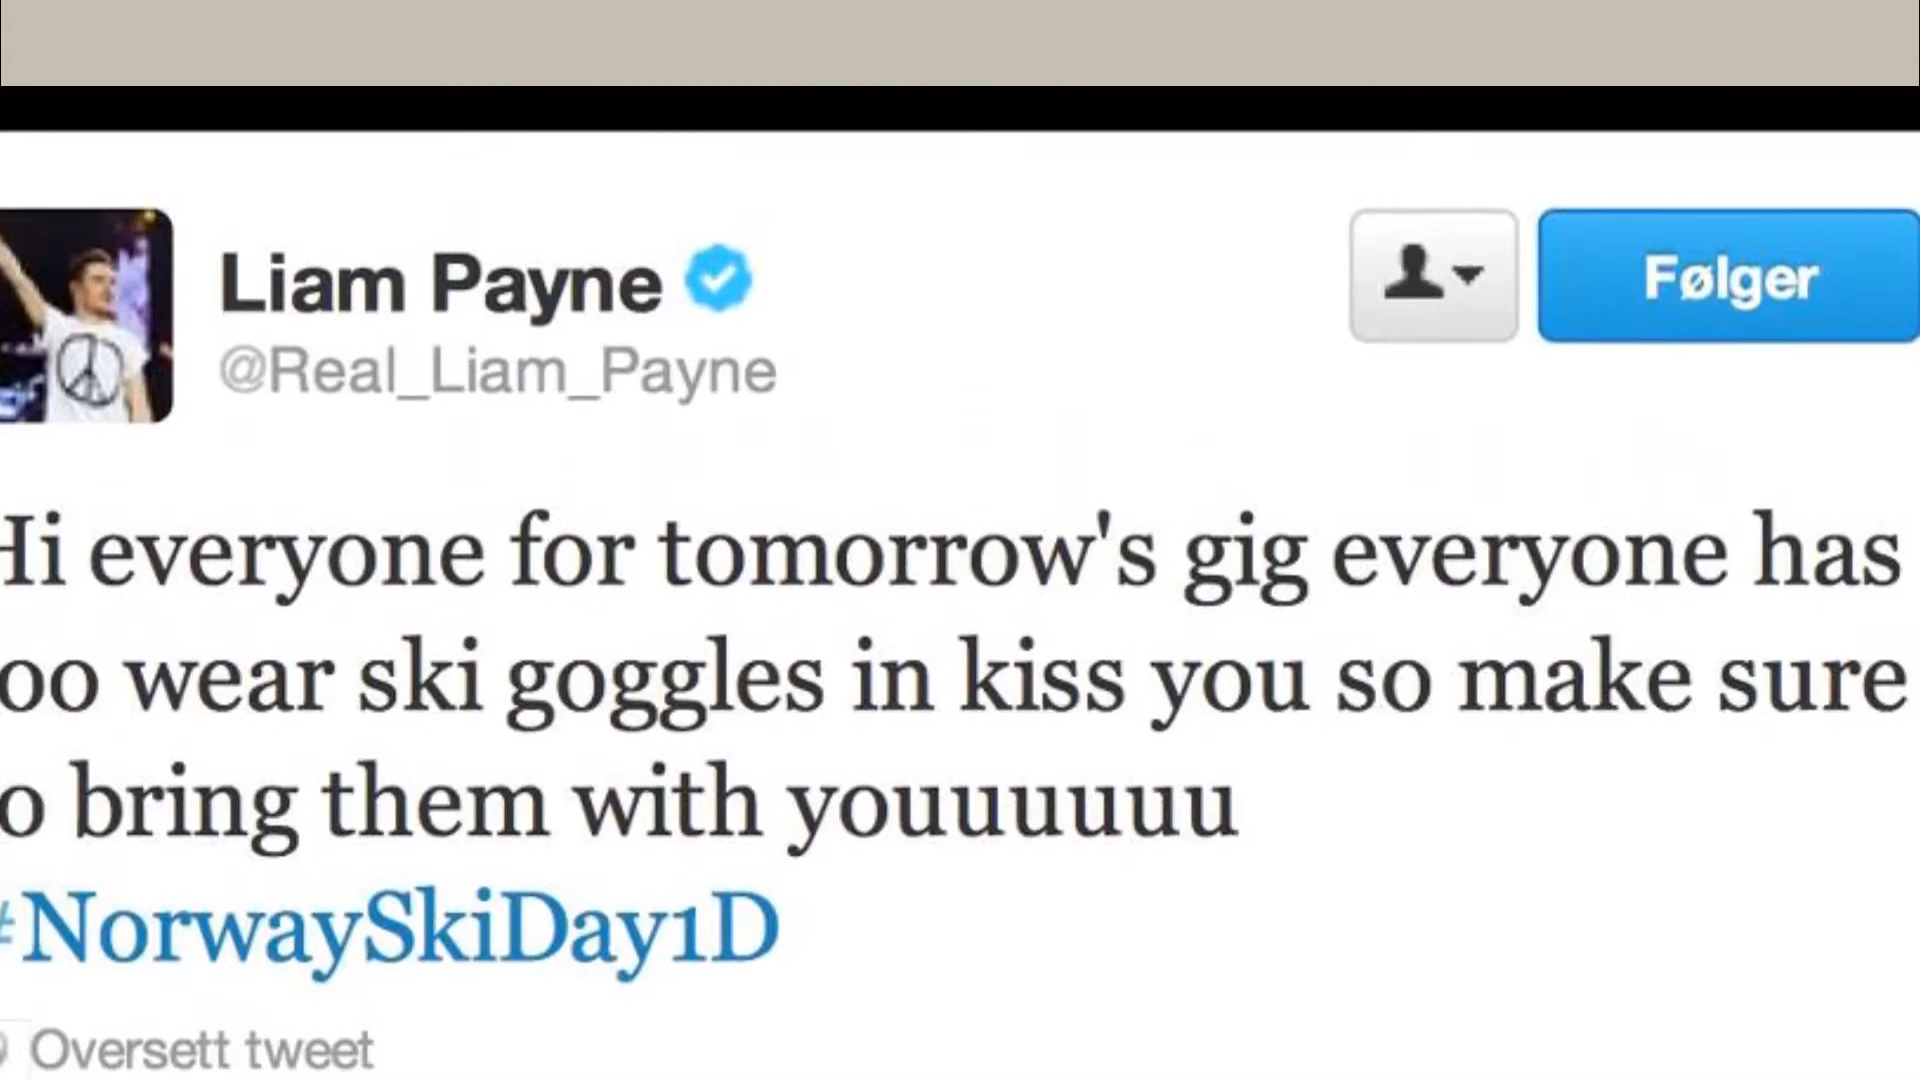 Liam Payne
@Real_Liam_Payne
Følger
Hi everyone for tomorrow's gig everyone has
oo wear ski goggles in kiss you so make sure
o bring them with youuuuuuu
#NorwaySkiDay1D
Oversett tweet